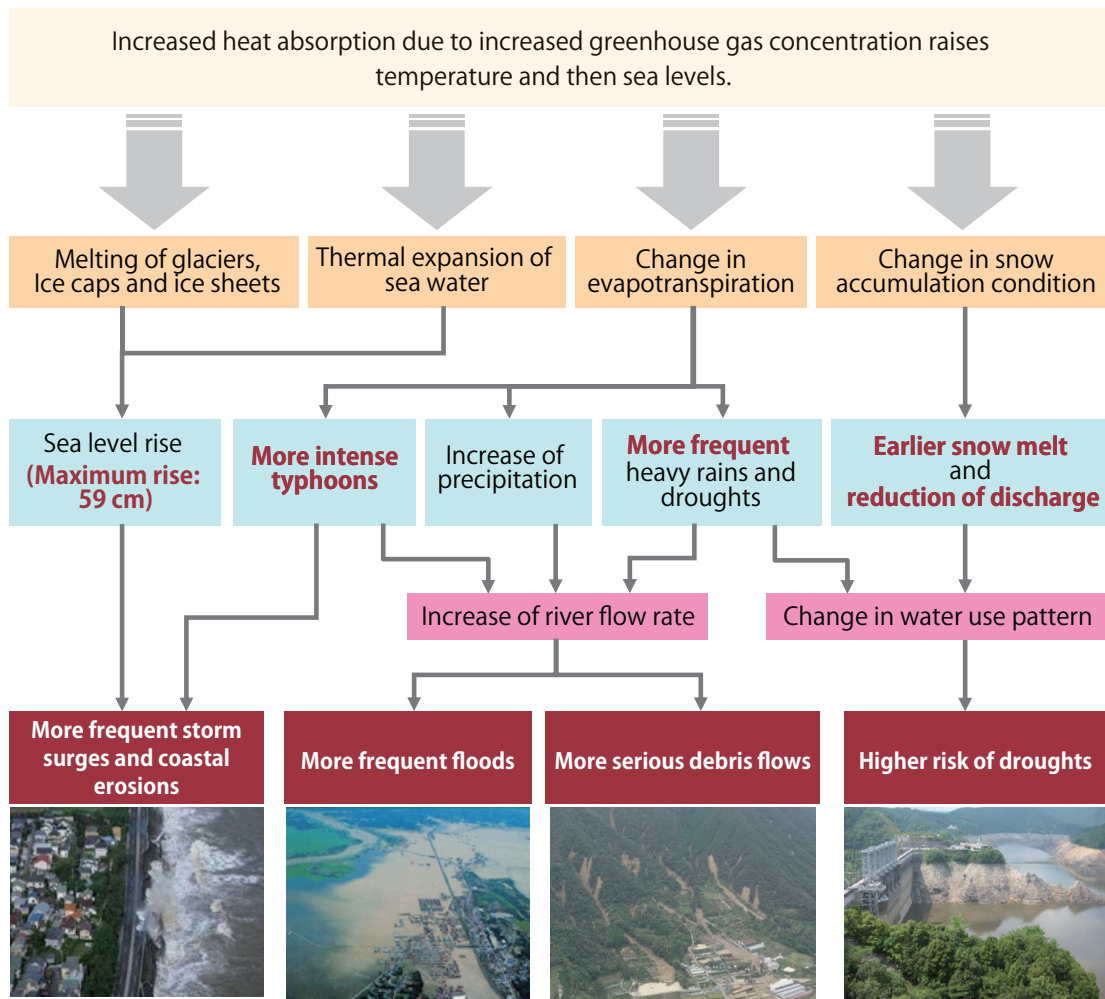 Increased heat absorption due to increased greenhouse gas concentration raises
temperature and then sea levels.
Melting of glaciers,
Ice caps and ice sheets
Thermal expansion of
sea water
Change in
evapotranspiration
Change in snow
accumulation condition
Sea level rise
(Maximum rise:
59 cm)
More intense
typhoons
Increase of
precipitation
More frequent
heavy rains and
droughts
Earlier snow melt
and
reduction of discharge
Increase of river flow rate
Change in water use pattern
More frequent storm
surges and coastal
erosions
More frequent floods
More serious debris flows
Higher risk of droughts